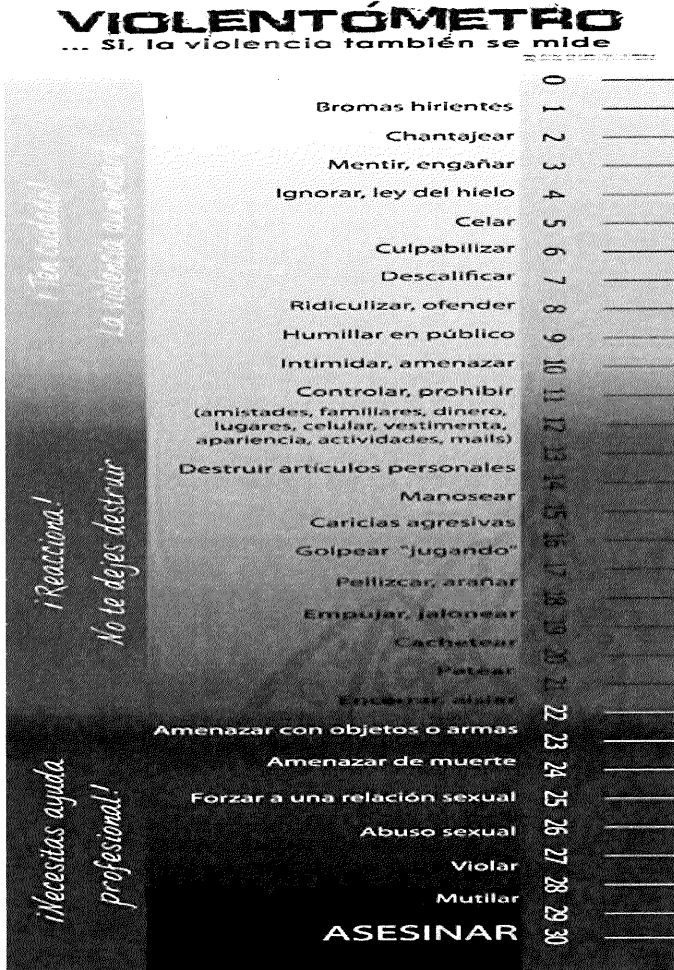 VIOLENTÓMETRO
... Si, la violencia también se mide
0
Bromas hirientes 1
Chantajear 2
Mentir, engañar 3
Ignorar, ley del hielo 4
Celar 5
Culpabilizar 6
Descalificar 7
Ridiculizar, ofender 8
Humillar en público 9
Intimidar, amenazar 10
Controlar, prohibir 11
(amistades, familiares, dinero,
lugares, celular, vestimenta, 12
apariencia, actividades, mails)
13
Destruir artículos personales 14
Manosear 15
Caricias agresivas 16
Golpear "jugando" 17
Pellizcar, arañar 18
Empujar, jalonear 19
Cachetear 20
Patear 21
Encerrar, aislar 22
Amenazar con objetos o armas 23
Amenazar de muerte 24
Forzar a una relación sexual 25
Abuso sexual 26
Violar 27
Mutilar 28
29
ASESINAR 30
¡Ten cuidado!
La violencia aumentará
¡Reacciona!
No te dejes destruir
¡Necesitas ayuda
profesional!